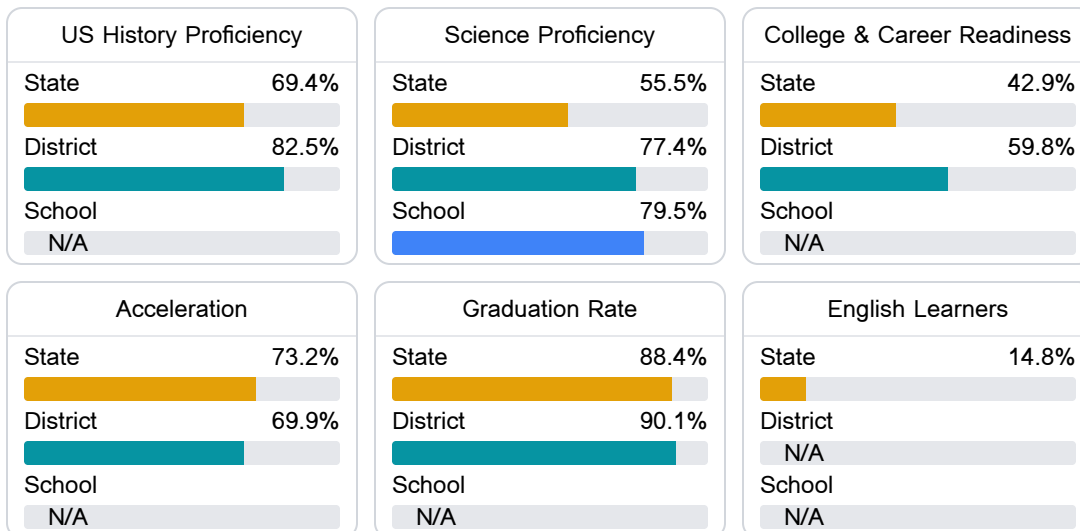 US History Proficiency
State 69.4%
District 82.5%
School
N/A
Science Proficiency
State 55.5%
District 77.4%
School 79.5%
College & Career Readiness
State 42.9%
District 59.8%
School
N/A
Acceleration
State 73.2%
District 69.9%
School
N/A
Graduation Rate
State 88.4%
District 90.1%
School
N/A
English Learners
State 14.8%
District
N/A
School
N/A